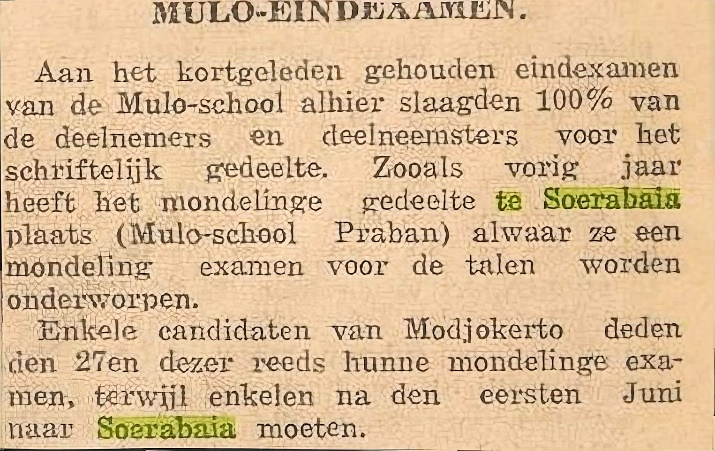 MULO-EINDEXAMEN.
Aan het kortgeleden gehouden eindexamen
van de Mulo-school alhier slaagden 100% van
de deelnemers en deelneemsters voor het
schriftelijk gedeelte. Zooals vorig jaar
heeft het mondelinge gedeelte te Soerabaia
plaats (Mulo-school Praban) alwaar ze een
mondeling examen voor de talen worden
onderworpen.
Enkele candidaten van Modjokerto deden
den 27en dezer reeds hunne mondelinge exa-
men, terwijl enkelen na den eersten Juni
naar Soerabaia moeten.